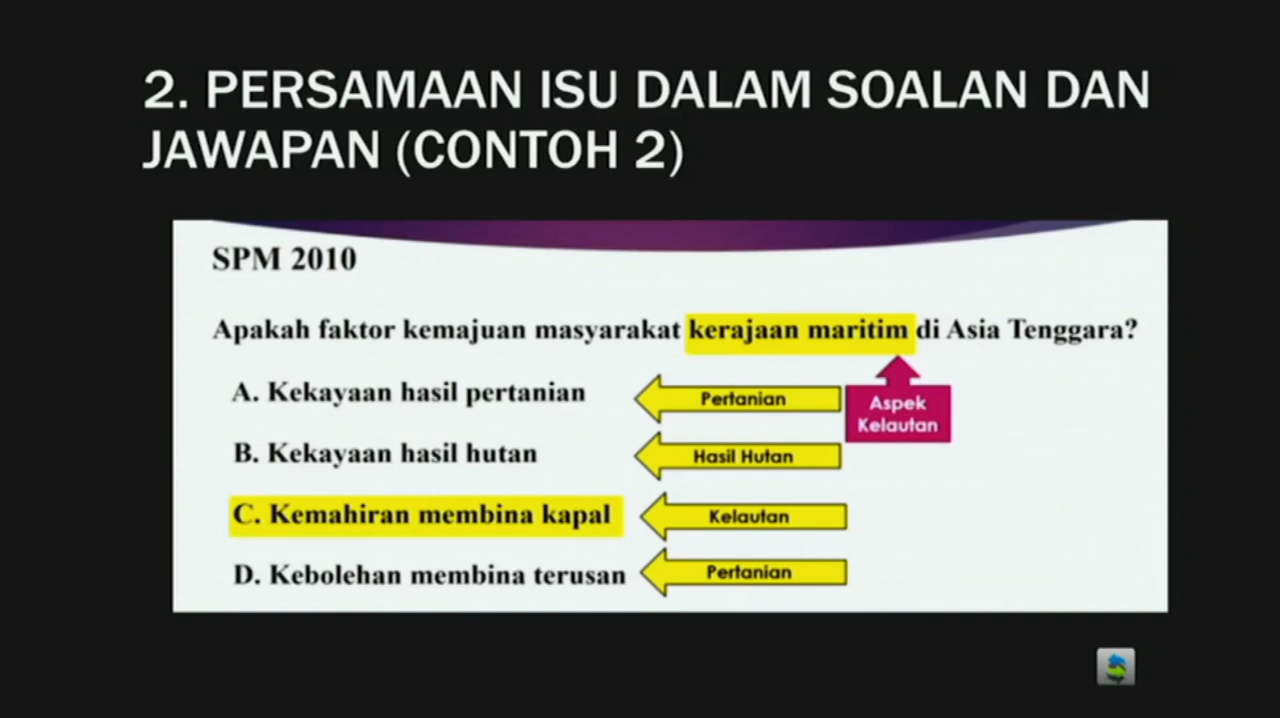 2. PERSAMAAN ISU DALAM SOALAN DAN
JAWAPAN (CONTOH 2)
SPM 2010
Apakah faktor kemajuan masyarakat kerajaan maritim di Asia Tenggara?
A. Kekayaan hasil pertanian
Pertanian
Aspek
Kelautan
B. Kekayaan hasil hutan
Hasil Hutan
C. Kemahiran membina kapal
Kelautan
D. Kebolehan membina terusan
Pertanian